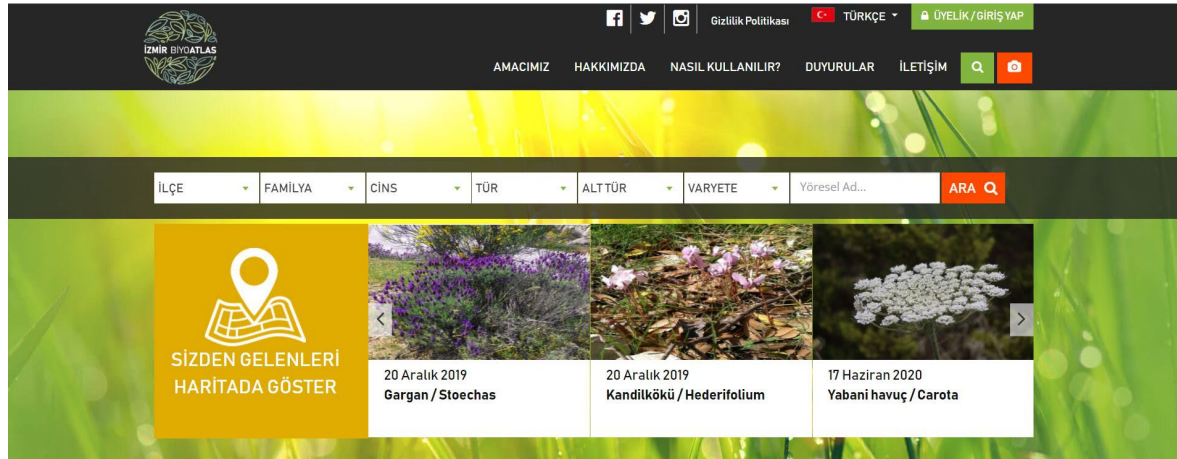 Gizlilik Politikası
TÜRKÇE
ÜYELİK / GİRİŞ YAP
İZMİR BİYOATLAS
AMACIMIZ
HAKKIMIZDA
NASIL KULLANILIR?
DUYURULAR
İLETİŞİM
İLÇE
FAMİLYA
CİNS
TÜR
ALT TÜR
VARYETE
Yöresel Ad...
ARA
SİZDEN GELENLERİ
HARİTADA GÖSTER
20 Aralık 2019
Gargan / Stoechas
20 Aralık 2019
Kandilkökü / Hederifolium
17 Haziran 2020
Yabani havuç / Carota